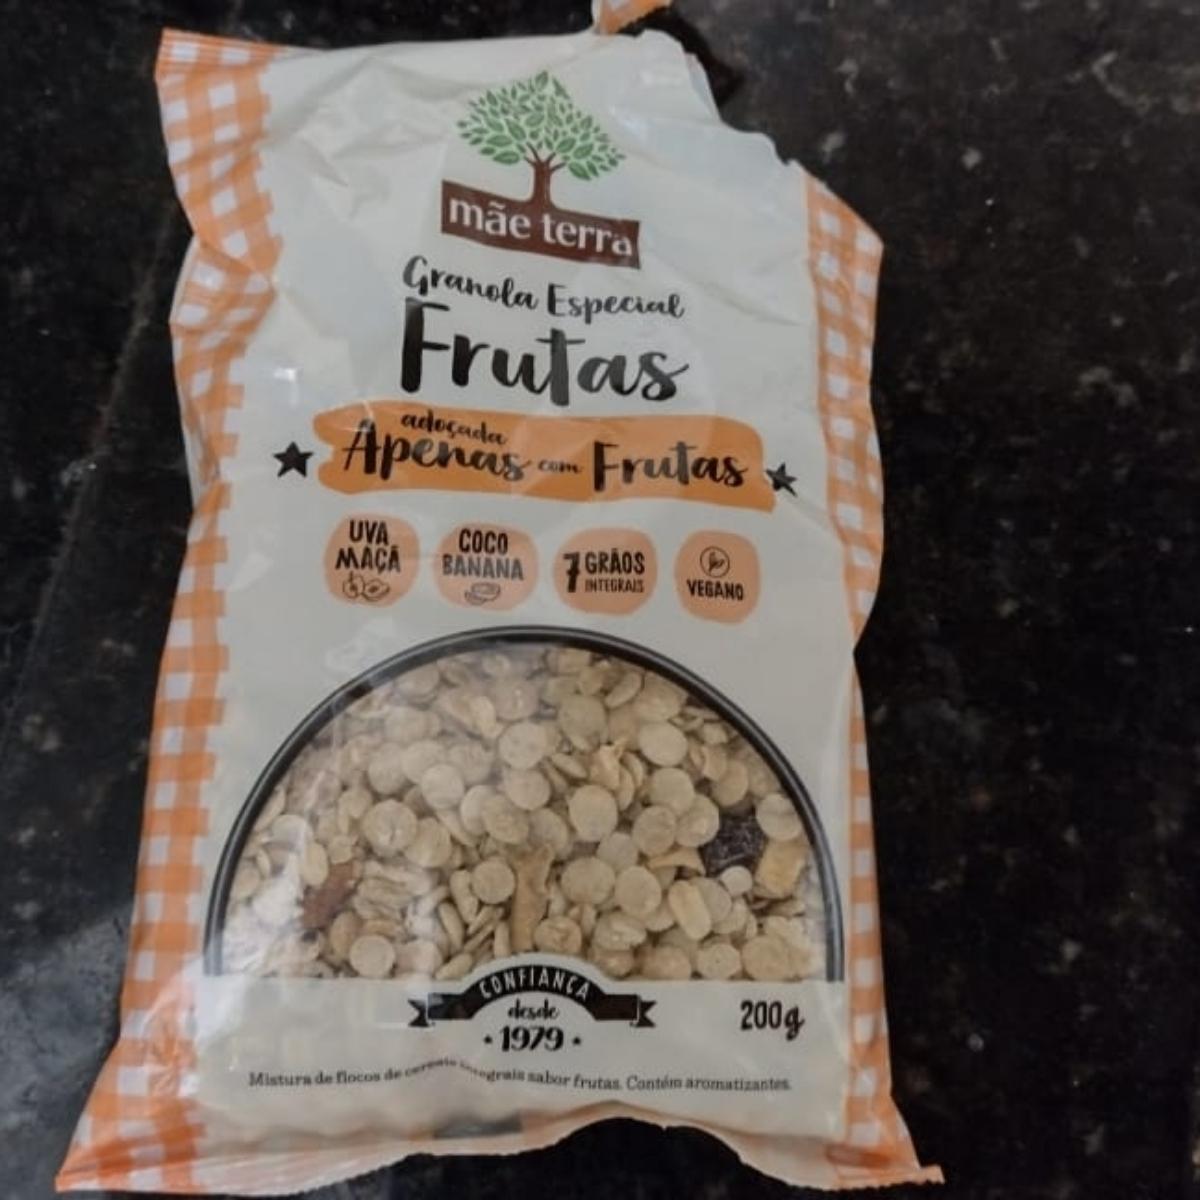 mãe terra
Granola Especial
Frutas
adoçada
Apenas com Frutas
UVA
MAÇÃ
COCO
BANANA
7 GRÃOS
INTEGRAIS
VEGANO
CONFIANÇA
desde
1979
200g
Mistura de flocos de cereais integrais sabor frutas. Contém aromatizantes.